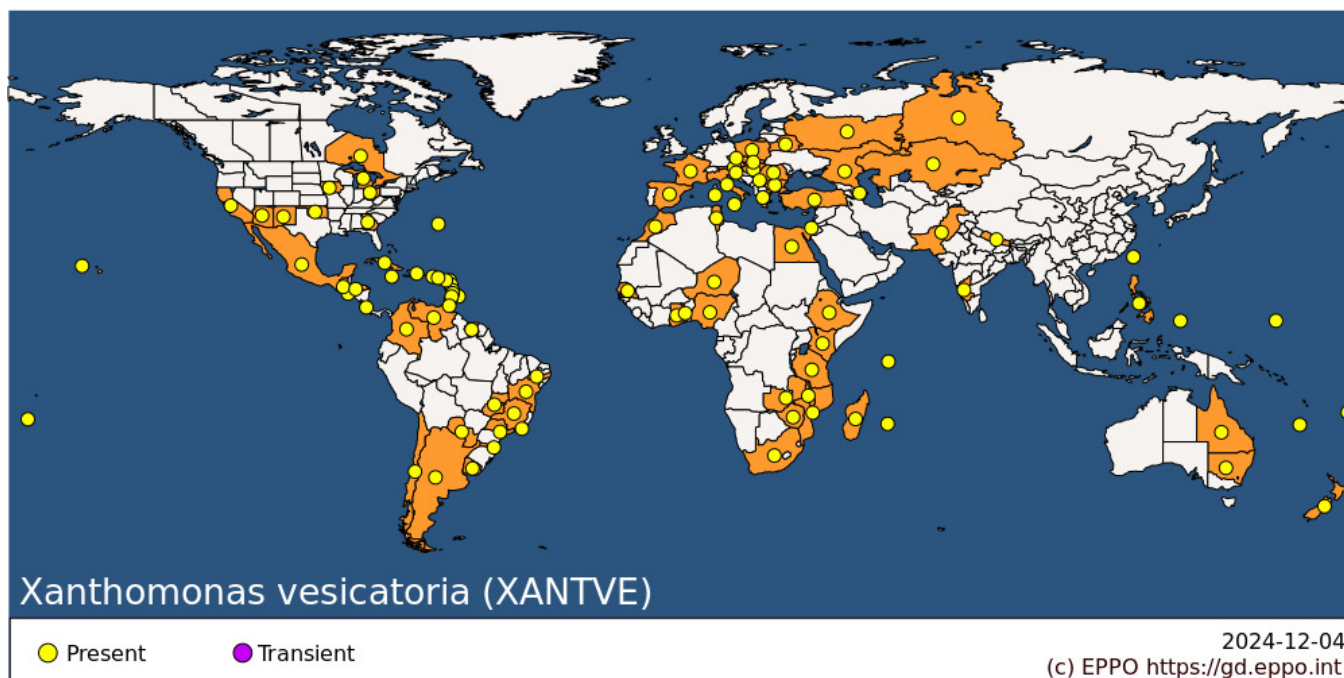 Xanthomonas vesicatoria (XANTVE)
Present
Transient
2024-12-04
(c) EPPO https://gd.eppo.int